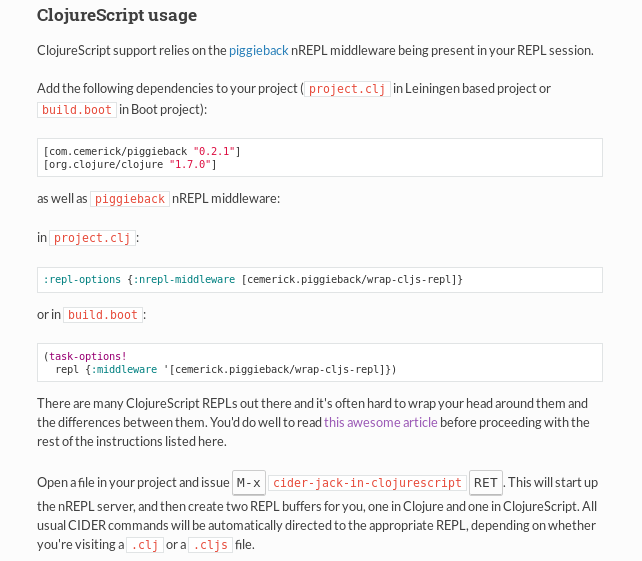 ClojureScript usage
ClojureScript support relies on the piggieback nREPL middleware being present in your REPL session.
Add the following dependencies to your project ( project.clj in Leiningen based project or
build.boot in Boot project):
[com.cemerick/piggieback "0.2.1"]
[org.clojure/clojure "1.7.0"]
as well as piggieback nREPL middleware:
in project.clj :
:repl-options {:nrepl-middleware [cemerick.piggieback/wrap-cljs-repl]}
or in build.boot :
(task-options!
  repl {:middleware '[cemerick.piggieback/wrap-cljs-repl]})
There are many ClojureScript REPLs out there and it's often hard to wrap your head around them and
the differences between them. You'd do well to read this awesome article before proceeding with the
rest of the instructions listed here.
Open a file in your project and issue M-x cider-jack-in-clojurescript RET . This will start up
the nREPL server, and then create two REPL buffers for you, one in Clojure and one in ClojureScript. All
usual CIDER commands will be automatically directed to the appropriate REPL, depending on whether
you're visiting a .clj or a .cljs file.